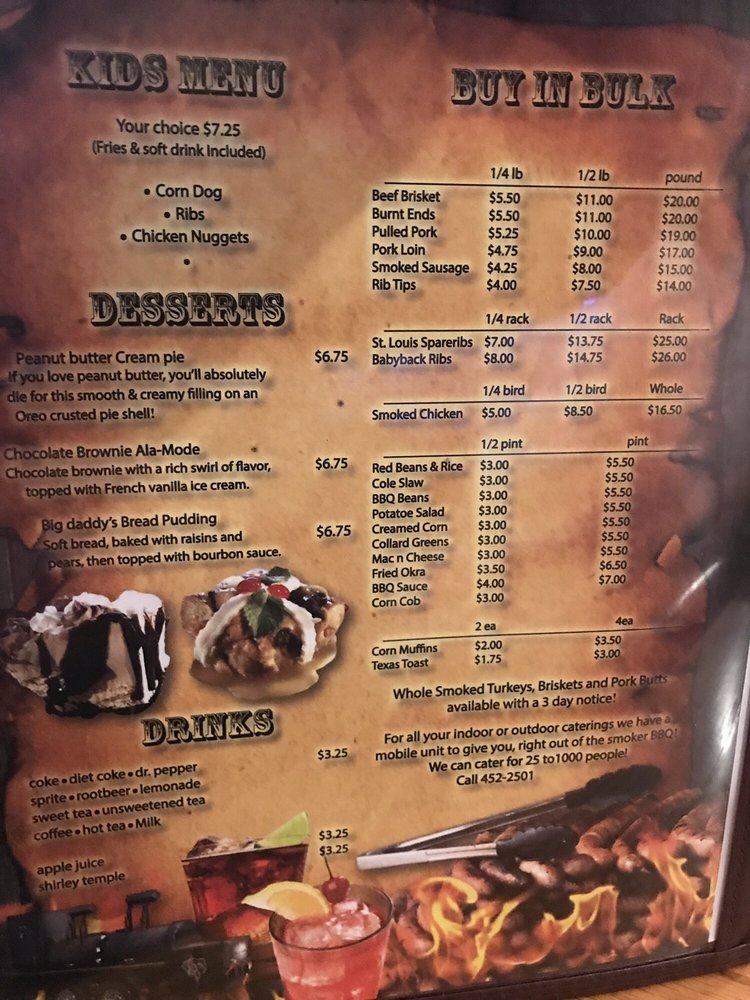 KIDS MENU
Your choice $7.25
(Fries & soft drink Included)
• Corn Dog
• Ribs
• Chicken Nuggets
•
DESSERTS
Peanut butter Cream pie $6.75
If you love peanut butter, you'll absolutely
die for this smooth & creamy filling on an
Oreo crusted pie shell!
Chocolate Brownie Ala-Mode $6.75
Chocolate brownie with a rich swirl of flavor,
topped with French vanilla ice cream.
Big daddy's Bread Pudding $6.75
Soft bread, baked with raisins and
pears, then topped with bourbon sauce.
DRINKS
$3.25
coke • diet coke • dr. pepper
sprite • rootbeer • lemonade
sweet tea • unsweetened tea
coffee • hot tea • Milk
apple juice $3.25
shirley temple $3.25
BUY IN BULK
1/4 lb 1/2 lb pound
Beef Brisket $5.50 $11.00 $20.00
Burnt Ends $5.50 $11.00 $20.00
Pulled Pork $5.25 $10.00 $19.00
Pork Loin $4.75 $9.00 $17.00
Smoked Sausage $4.25 $8.00 $15.00
Rib Tips $4.00 $7.50 $14.00
1/4 rack 1/2 rack Rack
St. Louis Spareribs $7.00 $13.75 $25.00
Babyback Ribs $8.00 $14.75 $26.00
1/4 bird 1/2 bird Whole
Smoked Chicken $5.00 $8.50 $16.50
1/2 pint pint
Red Beans & Rice $3.00 $5.50
Cole Slaw $3.00 $5.50
BBQ Beans $3.00 $5.50
Potatoe Salad $3.00 $5.50
Creamed Corn $3.00 $5.50
Collard Greens $3.00 $5.50
Mac n Cheese $3.00 $5.50
Fried Okra $3.50 $6.50
BBQ Sauce $4.00 $7.00
Corn Cob $3.00
2 ea 4ea
Corn Muffins $2.00 $3.50
Texas Toast $1.75 $3.00
Whole Smoked Turkeys, Briskets and Pork Butts
available with a 3 day notice!
For all your indoor or outdoor caterings we have a
mobile unit to give you, right out of the smoker BBQ!
We can cater for 25 to1000 people!
Call 452-2501